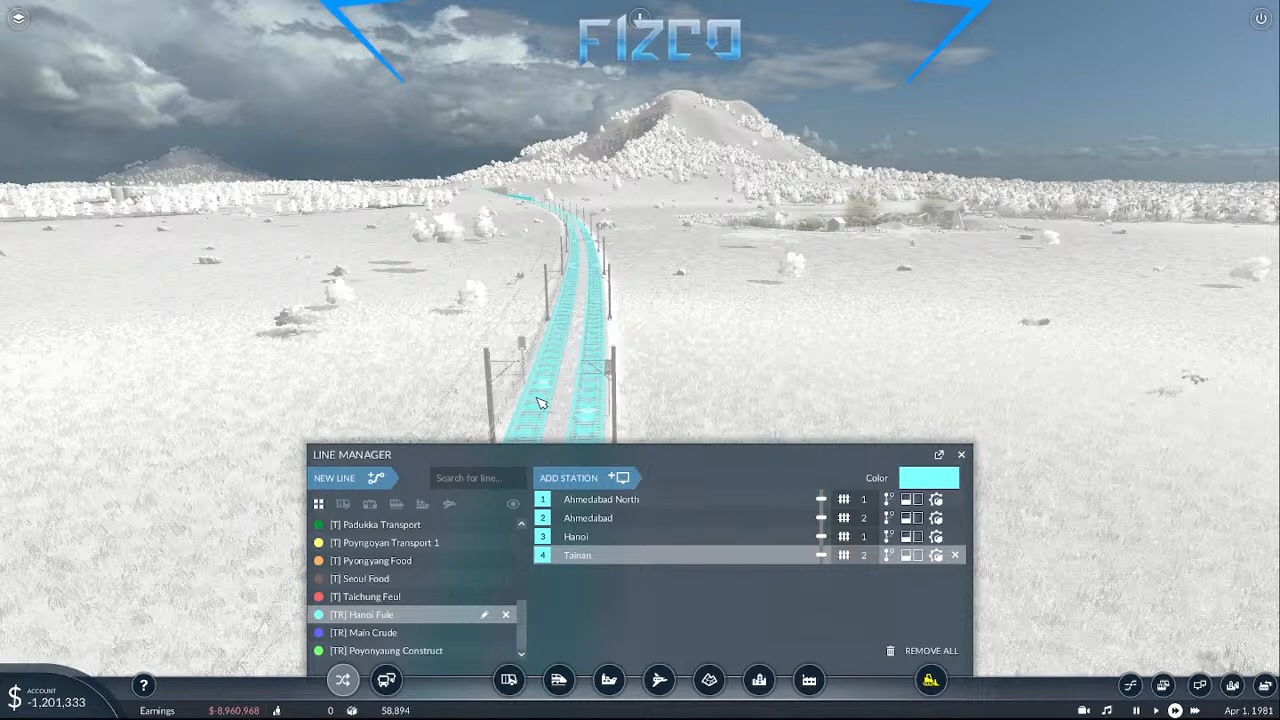 FIZCO
LINE MANAGER
NEW LINE
Search for line...
ADD STATION
Color
1 Ahmedabad North 1
2 Ahmedabad 2
3 Hanoi 1
4 Tainan 2
[T] Padukka Transport
[T] Poyngoyan Transport 1
[T] Pyongyang Food
[T] Seoul Food
[T] Taichung Feul
[TR] Hanoi Fule
[TR] Main Crude
[TR] Poyonyaung Construct
REMOVE ALL
$ ACCOUNT
-1,201,333
?
Earnings $-8,960,968 0 58,894 Apr 1, 1981